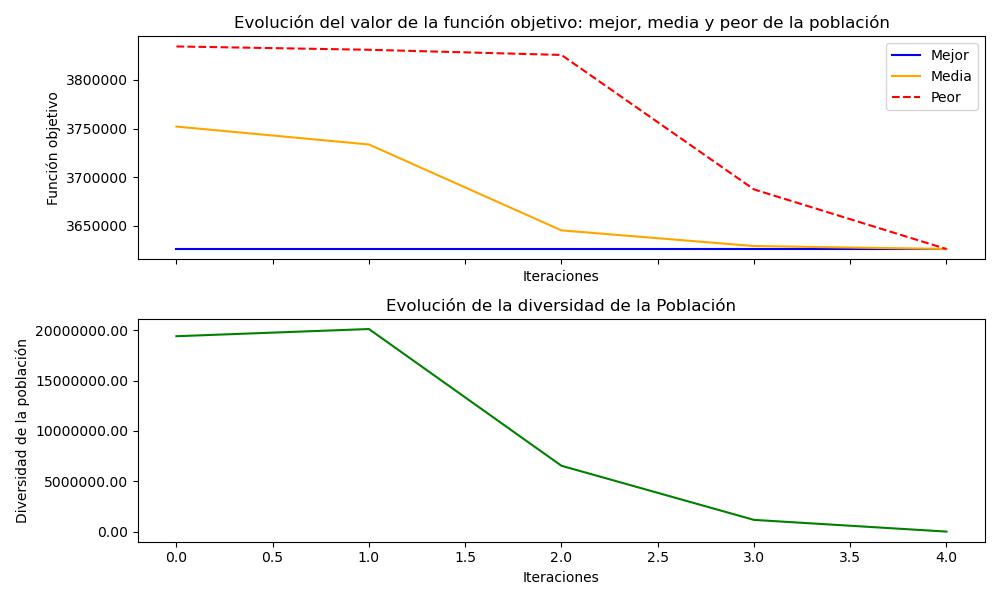 Evolución del valor de la función objetivo: mejor, media y peor de la población
Función objetivo
3800000
3750000
3700000
3650000
Mejor
Media
Peor
Iteraciones
Evolución de la diversidad de la Población
Diversidad de la población
20000000.00
15000000.00
10000000.00
5000000.00
0.00
0.0 0.5 1.0 1.5 2.0 2.5 3.0 3.5 4.0
Iteraciones